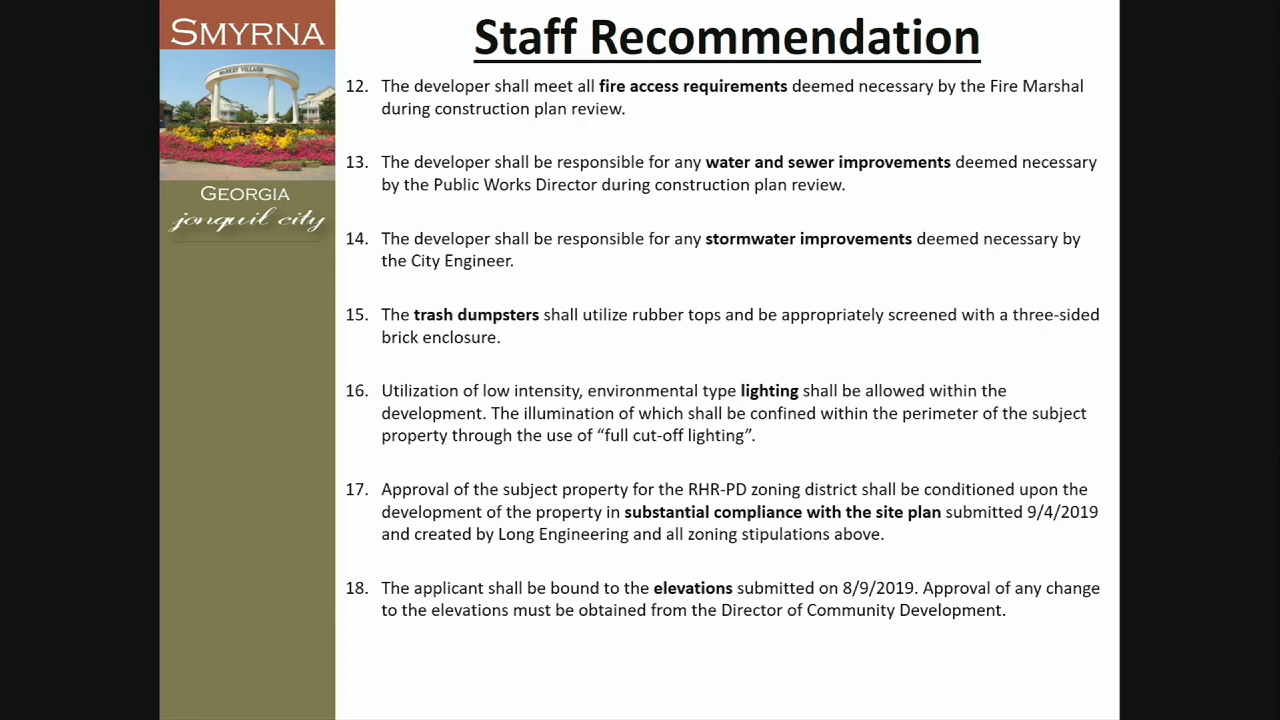 SMYRNA
MARKET VILLAGE
GEORGIA
jonquil city
Staff Recommendation
12. The developer shall meet all fire access requirements deemed necessary by the Fire Marshal
during construction plan review.
13. The developer shall be responsible for any water and sewer improvements deemed necessary
by the Public Works Director during construction plan review.
14. The developer shall be responsible for any stormwater improvements deemed necessary by
the City Engineer.
15. The trash dumpsters shall utilize rubber tops and be appropriately screened with a three-sided
brick enclosure.
16. Utilization of low intensity, environmental type lighting shall be allowed within the
development. The illumination of which shall be confined within the perimeter of the subject
property through the use of “full cut-off lighting”.
17. Approval of the subject property for the RHR-PD zoning district shall be conditioned upon the
development of the property in substantial compliance with the site plan submitted 9/4/2019
and created by Long Engineering and all zoning stipulations above.
18. The applicant shall be bound to the elevations submitted on 8/9/2019. Approval of any change
to the elevations must be obtained from the Director of Community Development.